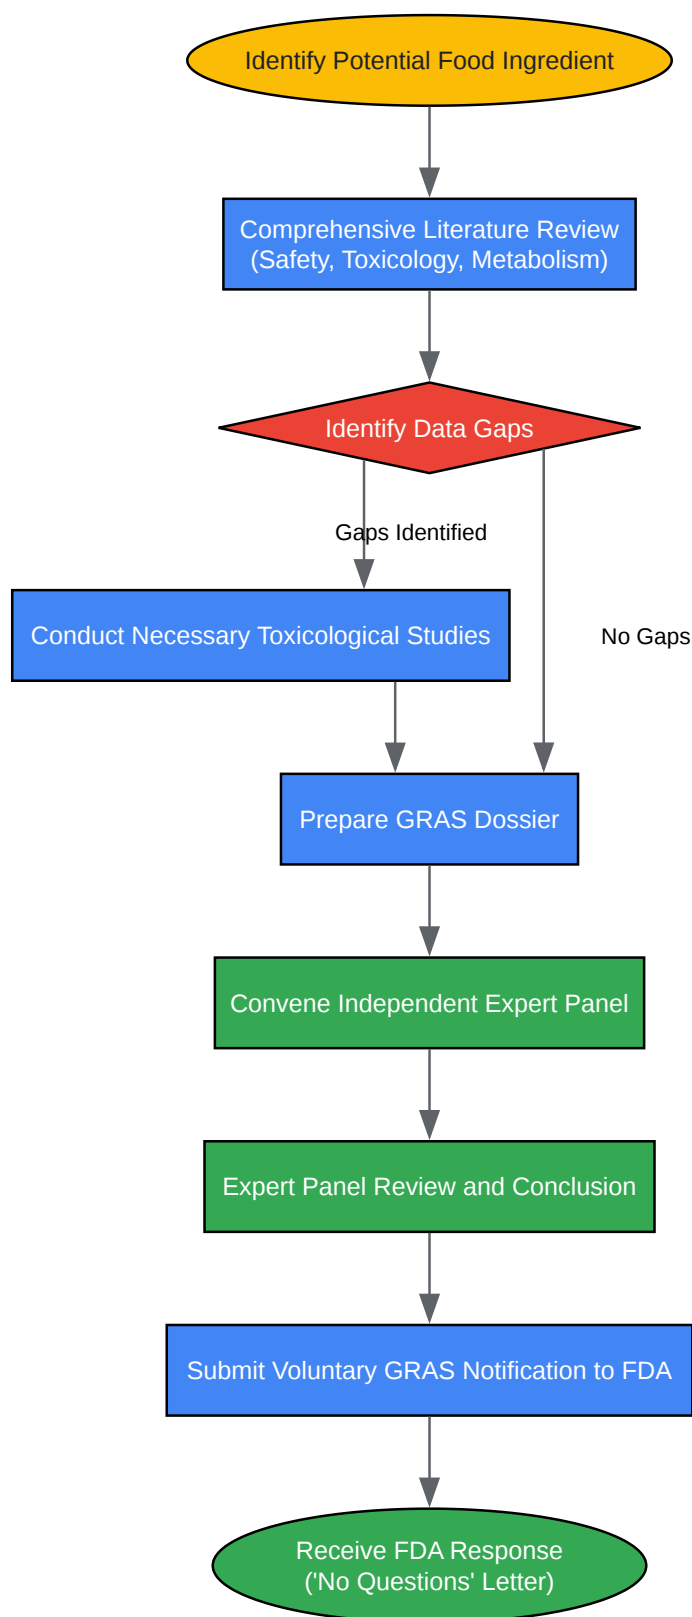 Identify Potential Food Ingredient
Comprehensive Literature Review
(Safety, Toxicology, Metabolism)
Identify Data Gaps
Gaps Identified
Conduct Necessary Toxicological Studies
No Gaps
Prepare GRAS Dossier
Convene Independent Expert Panel
Expert Panel Review and Conclusion
Submit Voluntary GRAS Notification to FDA
Receive FDA Response
('No Questions' Letter)